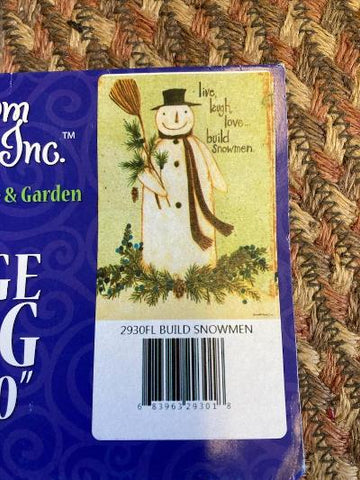 om
Inc.™
& Garden
GE
G
0"
live,
laugh
love...
build
snowmen.
2930FL BUILD SNOWMEN
6 83963 29301 8